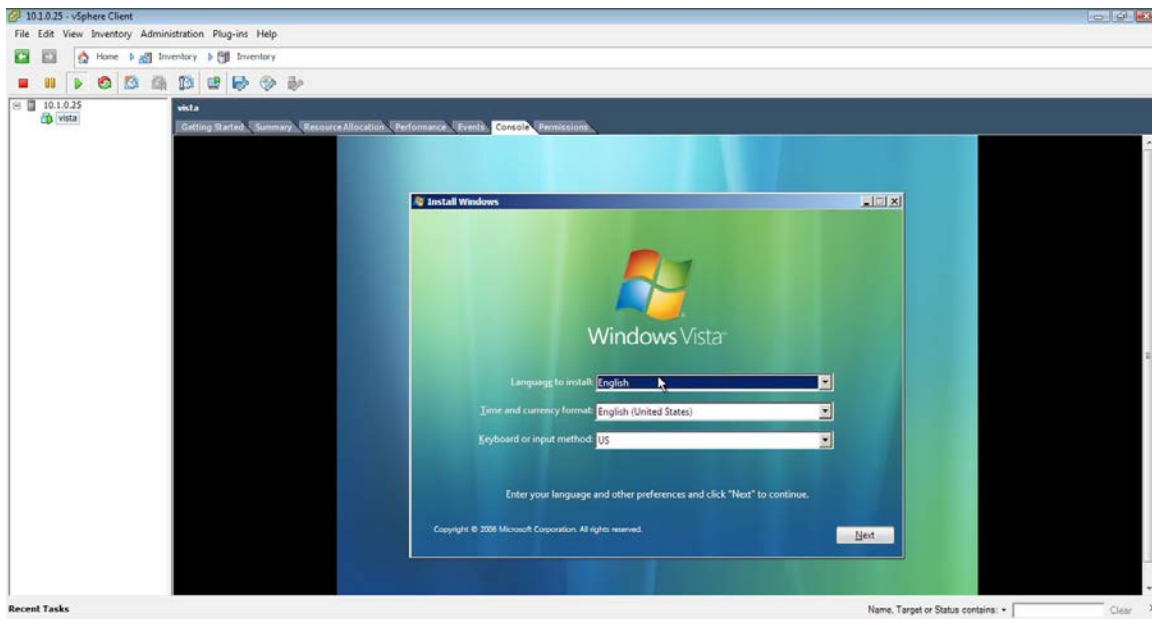 10.1.0.25 - vSphere Client
File Edit View Inventory Administration Plug-ins Help
Home Inventory Inventory
10.1.0.25
vista
vista
Getting Started Summary Resource Allocation Performance Events Console Permissions
Install Windows
Windows Vista™
Language to install: English
Time and currency format: English (United States)
Keyboard or input method: US
Enter your language and other preferences and click "Next" to continue.
Copyright © 2006 Microsoft Corporation. All rights reserved.
Next
Recent Tasks
Name, Target or Status contains: Clear